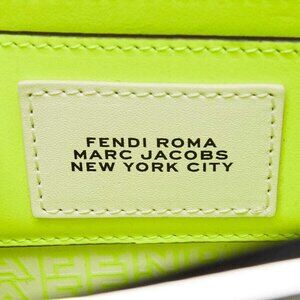 FENDI ROMA
MARC JACOBS
NEW YORK CITY